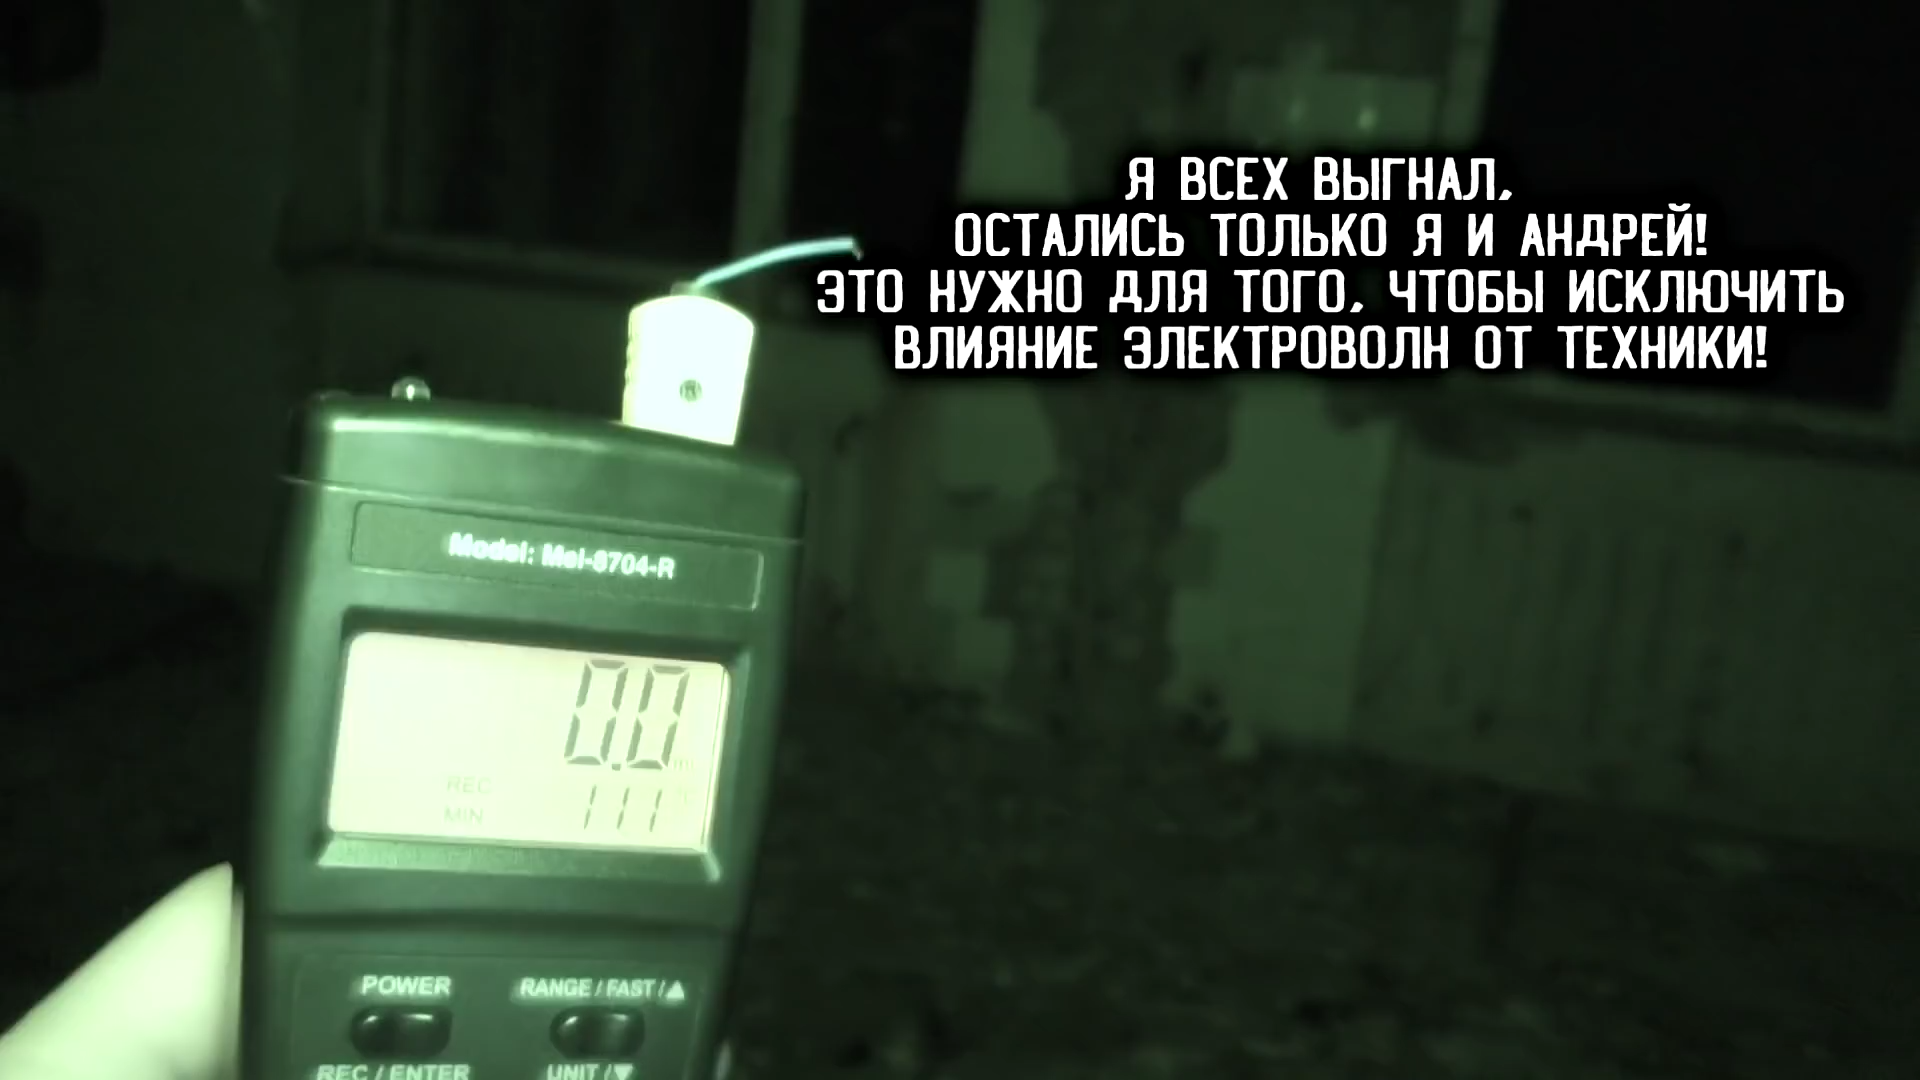 Я ВСЕХ ВЫГНАЛ,
ОСТАЛИСЬ ТОЛЬКО Я И АНДРЕЙ!
ЭТО НУЖНО ДЛЯ ТОГО, ЧТОБЫ ИСКЛЮЧИТЬ
ВЛИЯНИЕ ЭЛЕКТРОВОЛН ОТ ТЕХНИКИ!
Model: Mel-8704-R
0.0
REC
MIN 111
POWER RANGE / FAST / ▲
REC / ENTER UNIT / ▼